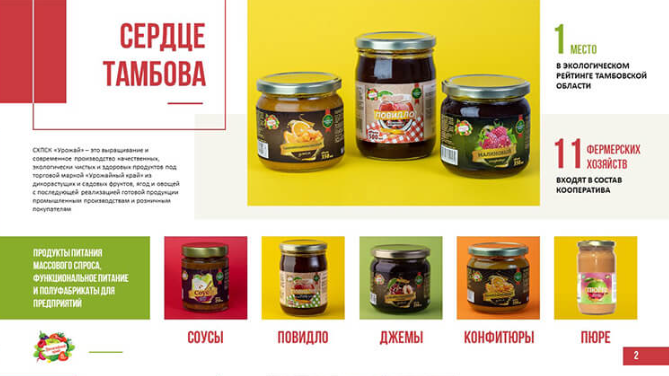 СЕРДЦЕ
ТАМБОВА
СКПСК «Урожай» – это выращивание и
современное производство качественных,
экологически чистых и здоровых продуктов под
торговой маркой «Урожайный край» из
дикорастущих и садовых фруктов, ягод и овощей
с последующей реализацией готовой продукции
промышленным производствам и розничным
покупателям
ПОВИДЛО
МАЛИНОВЫЙ
1 МЕСТО
В ЭКОЛОГИЧЕСКОМ
РЕЙТИНГЕ ТАМБОВСКОЙ
ОБЛАСТИ
11 ФЕРМЕРСКИХ
ХОЗЯЙСТВ
ВХОДЯТ В СОСТАВ
КООПЕРАТИВА
ПРОДУКТЫ ПИТАНИЯ
МАССОВОГО СПРОСА,
ФУНКЦИОНАЛЬНОЕ ПИТАНИЕ
И ПОЛУФАБРИКАТЫ ДЛЯ
ПРЕДПРИЯТИЙ
СОУСЫ
ПОВИДЛО
ДЖЕМЫ
КОНФИТЮРЫ
ПЮРЕ
2